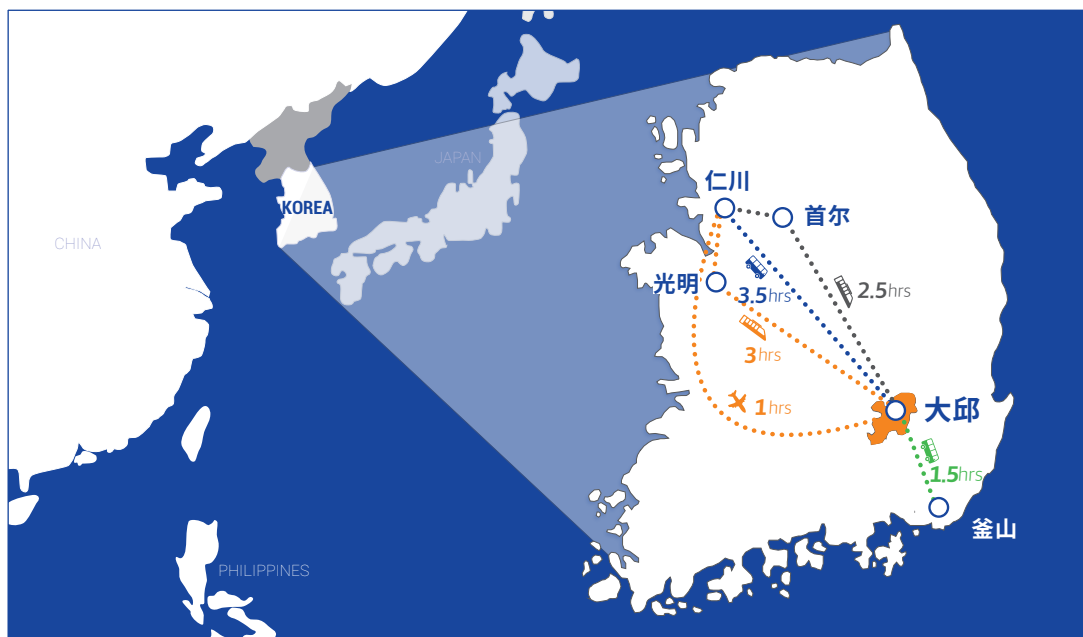 JAPAN
KOREA
CHINA
PHILIPPINES
仁川
首尔
光明
3.5hrs
2.5hrs
3hrs
1hrs
大邱
1.5hrs
釜山